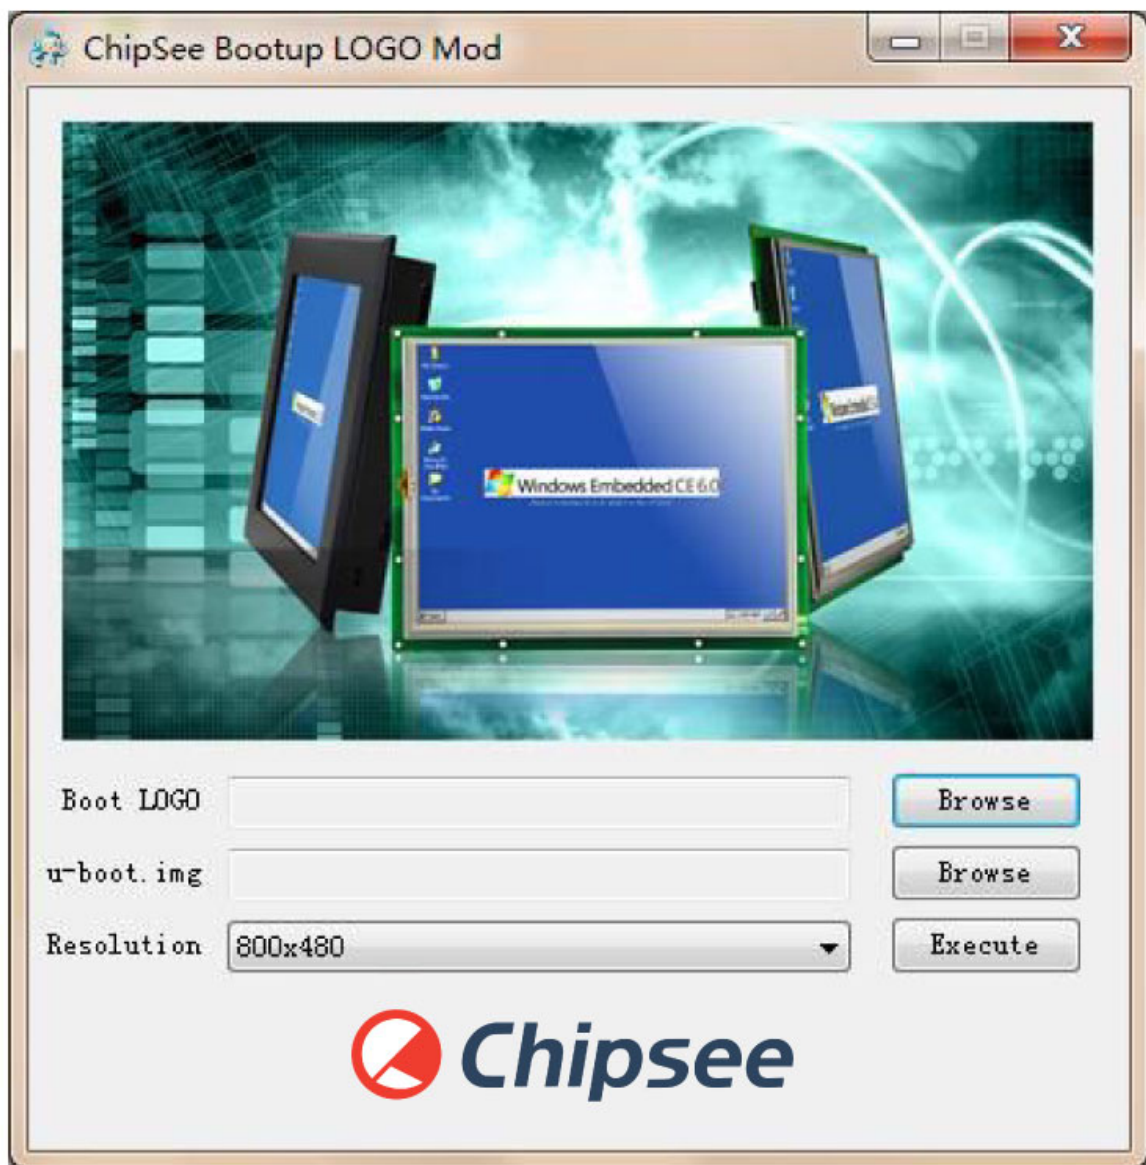 ChipSee Bootup LOGO Mod
Windows Embedded CE 6.0
Boot LOGO
Browse
u-boot.img
Browse
Resolution
800x480
Execute
Chipsee